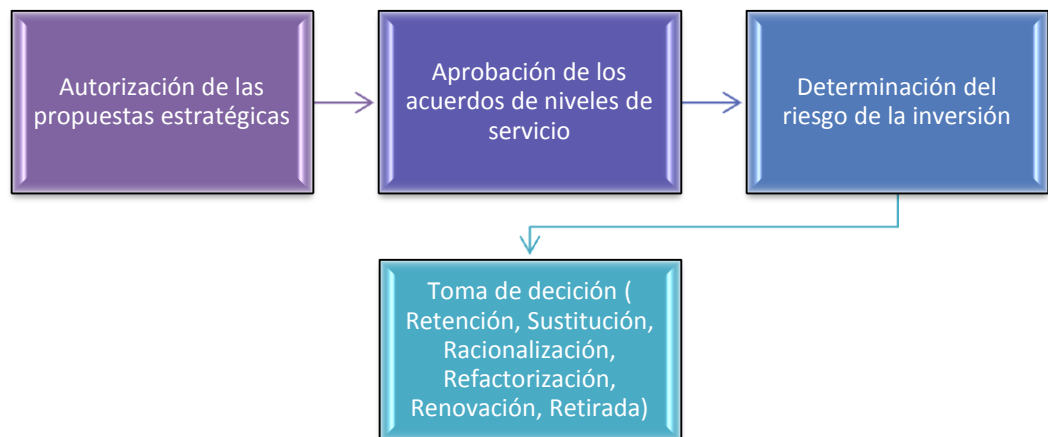 Autorización de las
propuestas estratégicas
Aprobación de los
acuerdos de niveles de
servicio
Determinación del
riesgo de la inversión
Toma de decición (
Retención, Sustitución,
Racionalización,
Refactorización,
Renovación, Retirada)